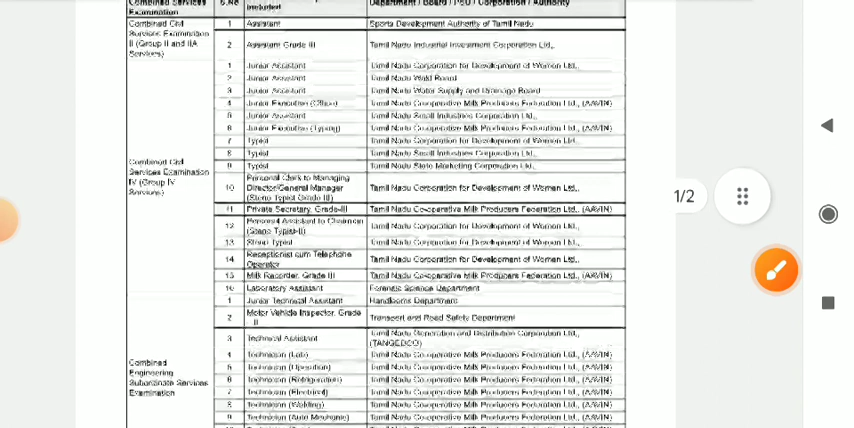 Combined Civil Services Examination
S.No
included
Department / Board / PSU / Corporation / Authority
Combined Civil
Services Examination
II (Group II and IIA
Services)
1 Assistant Sports Development Authority of Tamil Nadu
2 Assistant Grade III Tamil Nadu Industrial Investment Corporation Ltd.,
Combined Civil
Services Examination
IV (Group IV
Services)
1 Junior Assistant Tamil Nadu Corporation for Development of Women Ltd.,
2 Junior Assistant Tamil Nadu Wakf Board
3 Junior Assistant Tamil Nadu Water Supply and Drainage Board
4 Junior Executive (Office) Tamil Nadu Co-operative Milk Producers Federation Ltd., (AAVIN)
5 Junior Assistant Tamil Nadu Small Industries Corporation Ltd.,
6 Junior Executive (Typing) Tamil Nadu Co-operative Milk Producers Federation Ltd., (AAVIN)
7 Typist Tamil Nadu Corporation for Development of Women Ltd.,
8 Typist Tamil Nadu Small Industries Corporation Ltd.,
9 Typist Tamil Nadu State Marketing Corporation Ltd.,
10 Personal Clerk to Managing
Director/General Manager
(Steno Typist Grade III)
Tamil Nadu Corporation for Development of Women Ltd.,
11 Private Secretary, Grade-III Tamil Nadu Co-operative Milk Producers Federation Ltd., (AAVIN)
12 Personal Assistant to Chairman
(Steno Typist-II)
Tamil Nadu Corporation for Development of Women Ltd.,
13 Steno Typist Tamil Nadu Corporation for Development of Women Ltd.,
14 Receptionist cum Telephone
Operator
Tamil Nadu Corporation for Development of Women Ltd.,
15 Milk Recorder, Grade III Tamil Nadu Co-operative Milk Producers Federation Ltd., (AAVIN)
16 Laboratory Assistant Forensic Science Department
Combined
Engineering
Subordinate Services
Examination
1 Junior Technical Assistant Handlooms Department
2 Motor Vehicle Inspector, Grade
II
Transport and Road Safety Department
3 Technical Assistant Tamil Nadu Generation and Distribution Corporation Ltd.,
(TANGEDCO)
4 Technician (Lab) Tamil Nadu Co-operative Milk Producers Federation Ltd., (AAVIN)
5 Technician (Operation) Tamil Nadu Co-operative Milk Producers Federation Ltd., (AAVIN)
6 Technician (Refrigeration) Tamil Nadu Co-operative Milk Producers Federation Ltd., (AAVIN)
7 Technician (Electrical) Tamil Nadu Co-operative Milk Producers Federation Ltd., (AAVIN)
8 Technician (Welding) Tamil Nadu Co-operative Milk Producers Federation Ltd., (AAVIN)
9 Technician (Auto Mechanic) Tamil Nadu Co-operative Milk Producers Federation Ltd., (AAVIN)
1/2